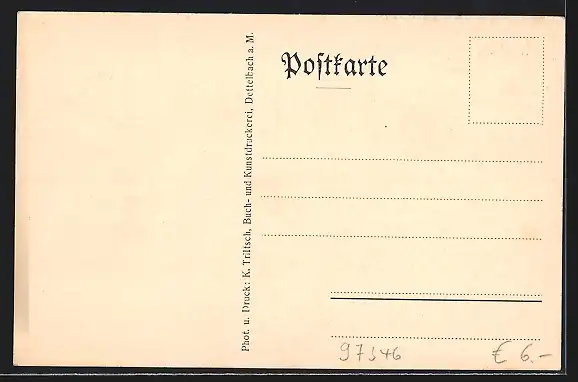 Phot. u. Druck: K. Triltsch, Buch- und Kunstdruckerei, Dettelbach a. M.
Poſtkarte
97346
€ 6.-